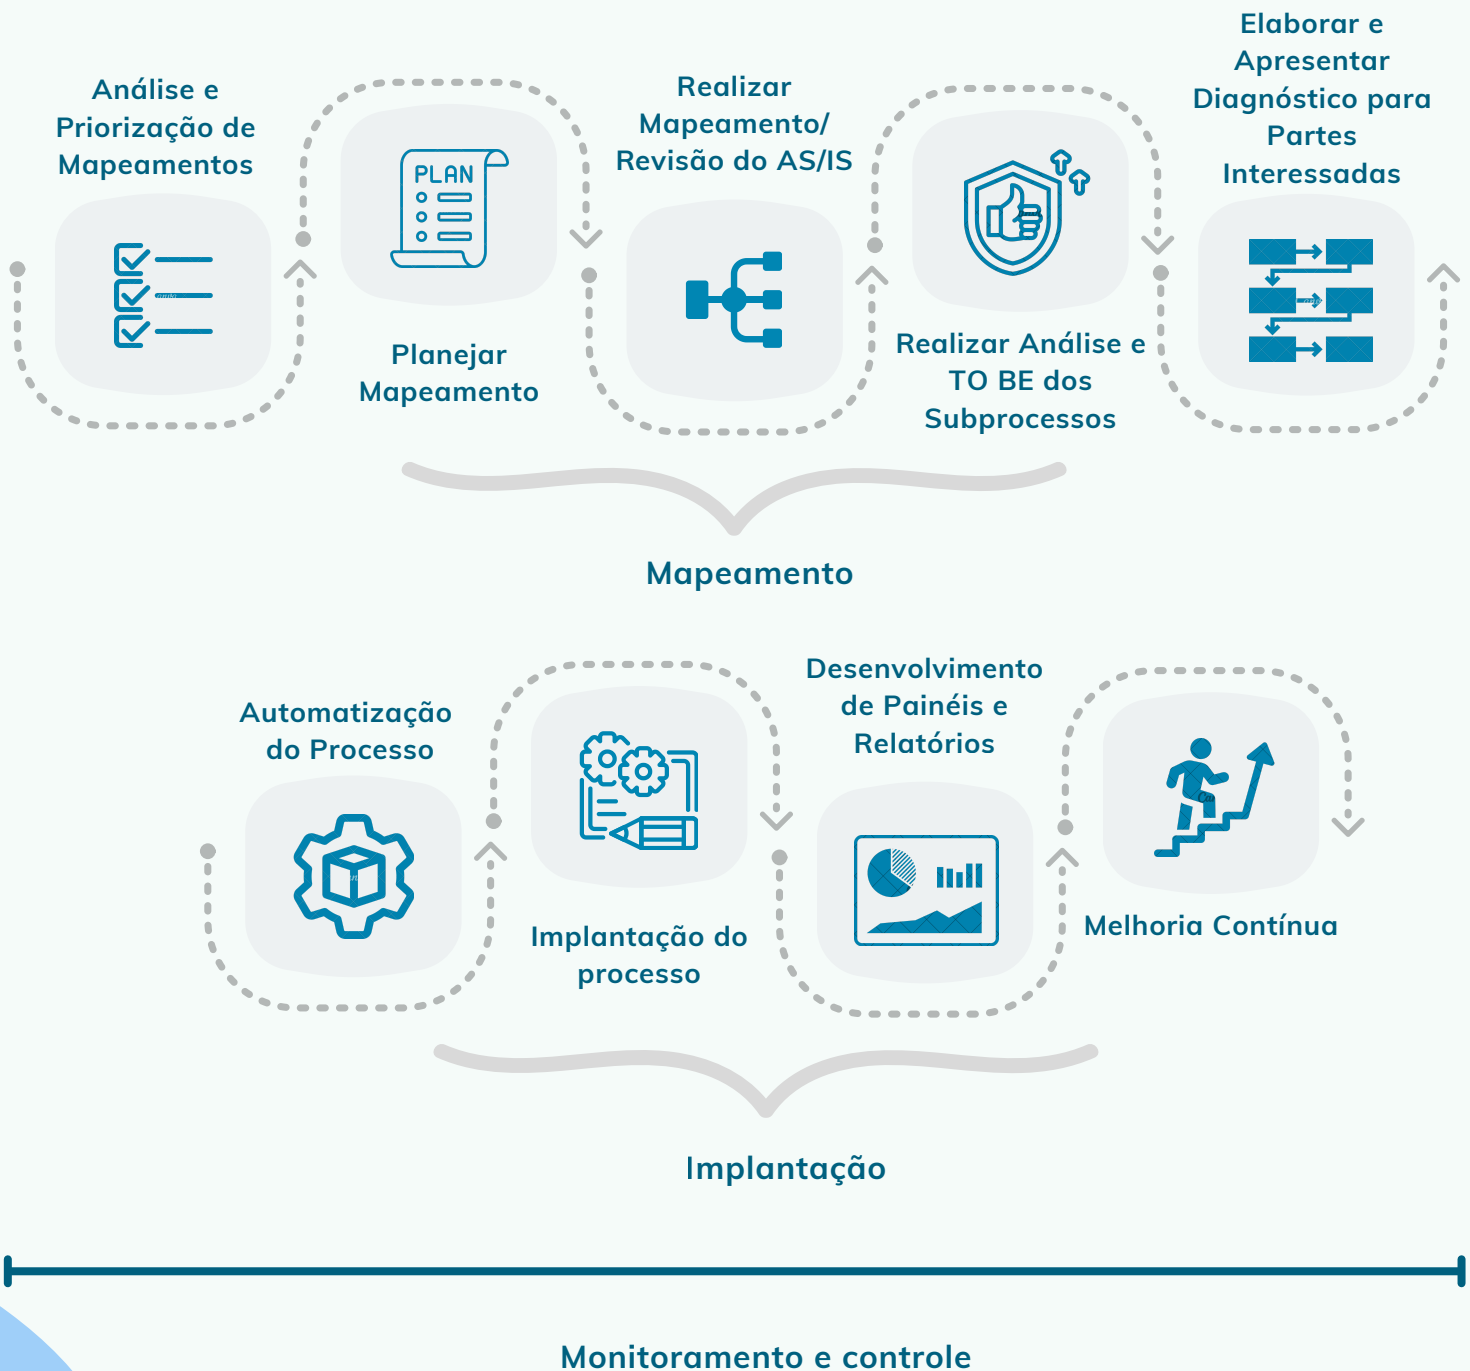 Análise e
Priorização de
Mapeamentos
PLAN
Planejar
Mapeamento
Realizar
Mapeamento/
Revisão do AS/IS
Realizar Análise e
TO BE dos
Subprocessos
Elaborar e
Apresentar
Diagnóstico para
Partes
Interessadas
Mapeamento
Automatização
do Processo
Implantação do
processo
Desenvolvimento
de Painéis e
Relatórios
Melhoria Contínua
Implantação
Monitoramento e controle